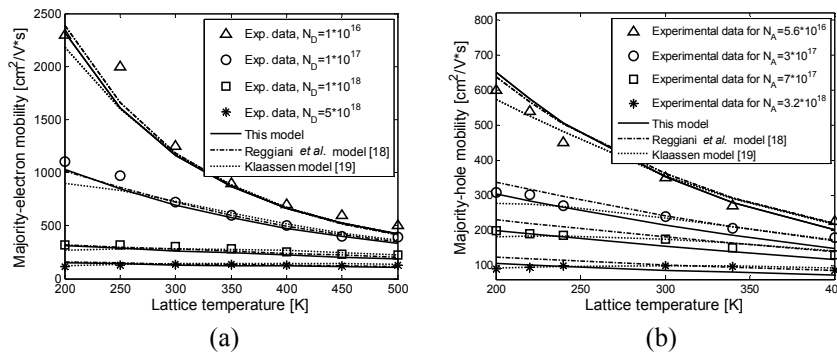 2500
2000
1500
1000
500
0
200 250 300 350 400 450 500
Majority-electron mobility [cm²/V*s]
Lattice temperature [K]
Exp. data, N_D=1*10^16
Exp. data, N_D=1*10^17
Exp. data, N_D=1*10^18
Exp. data, N_D=5*10^18
This model
Reggiani et al. model [18]
Klaassen model [19]
(a)
800
700
600
500
400
300
200
100
200 250 300 350 40
Majority-hole mobility [cm²/V*s]
Lattice temperature [K]
Experimental data for N_A=5.6*10^16
Experimental data for N_A=3*10^17
Experimental data for N_A=7*10^17
Experimental data for N_A=3.2*10^18
This model
Reggiani et al. model [18]
Klaassen model [19]
(b)